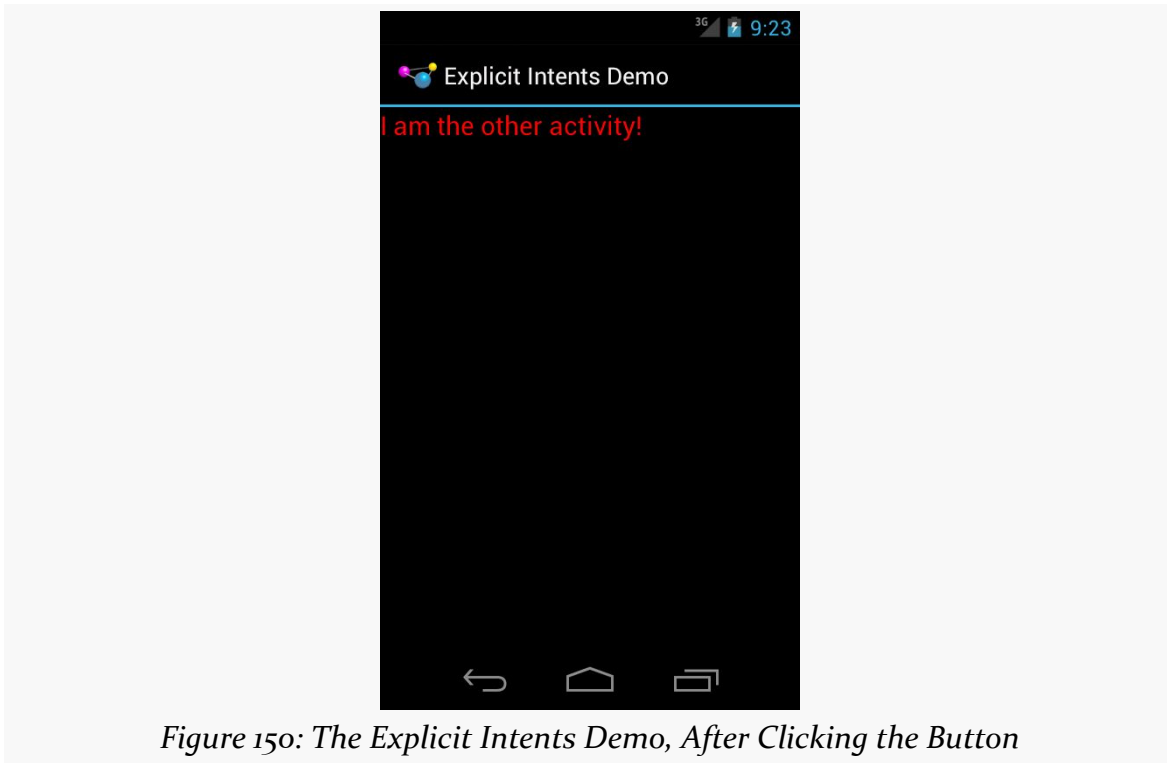 3G 9:23
Explicit Intents Demo
I am the other activity!
Figure 150: The Explicit Intents Demo, After Clicking the Button